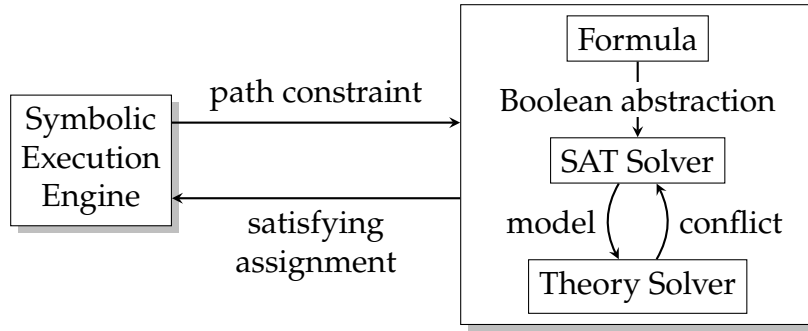 Symbolic
Execution
Engine
path constraint
satisfying
assignment
Formula
Boolean abstraction
SAT Solver
model
conflict
Theory Solver